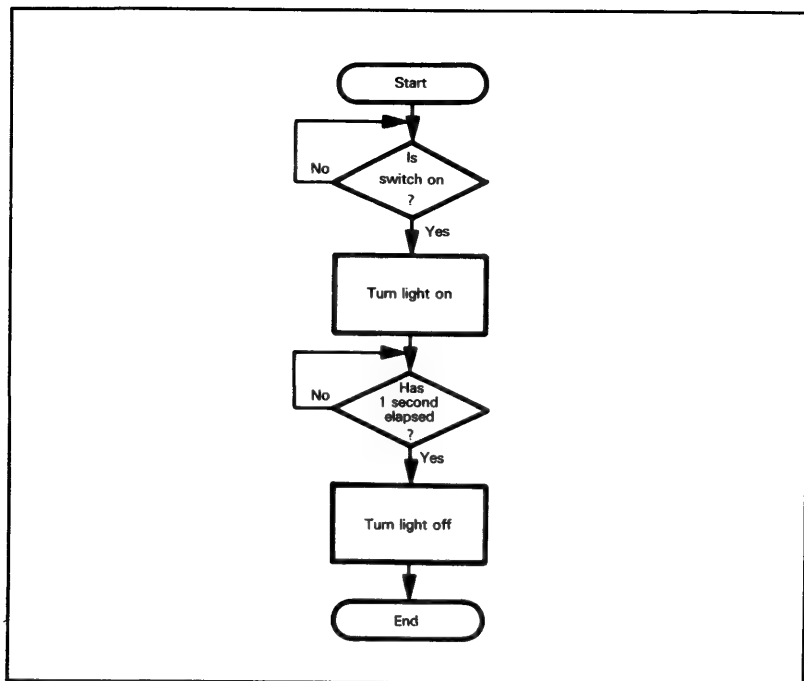 Start
Is
switch on
?
No
Yes
Turn light on
Has
1 second
elapsed
?
No
Yes
Turn light off
End